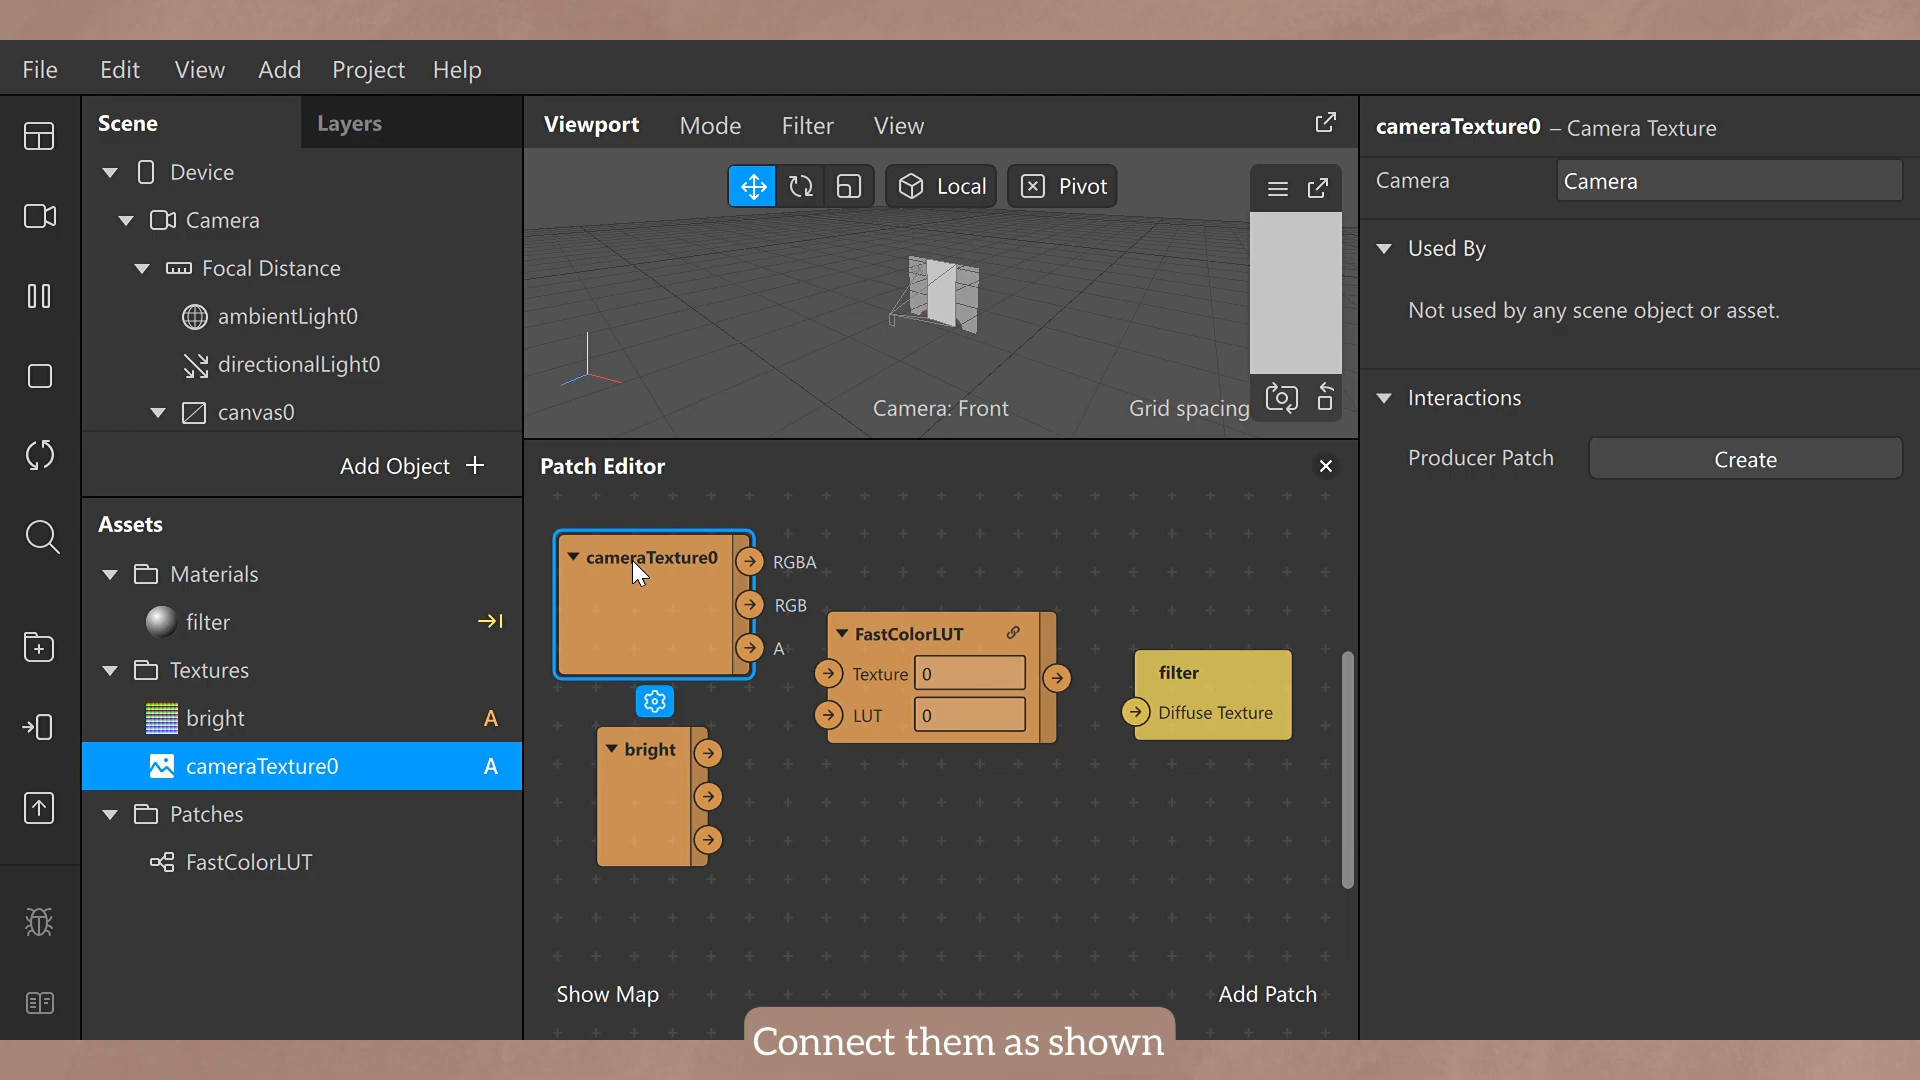 File Edit View Add Project Help
Scene Layers
Device
Camera
Focal Distance
ambientLight0
directionalLight0
canvas0
Add Object +
Assets
Materials
filter
Textures
bright A
cameraTexture0 A
Patches
FastColorLUT
Viewport Mode Filter View
Local Pivot
Camera: Front Grid spacing
Patch Editor
cameraTexture0
RGBA
RGB
A
FastColorLUT
Texture 0
LUT 0
filter
Diffuse Texture
bright
Show Map Add Patch
cameraTexture0 – Camera Texture
Camera Camera
Used By
Not used by any scene object or asset.
Interactions
Producer Patch Create
Connect them as shown